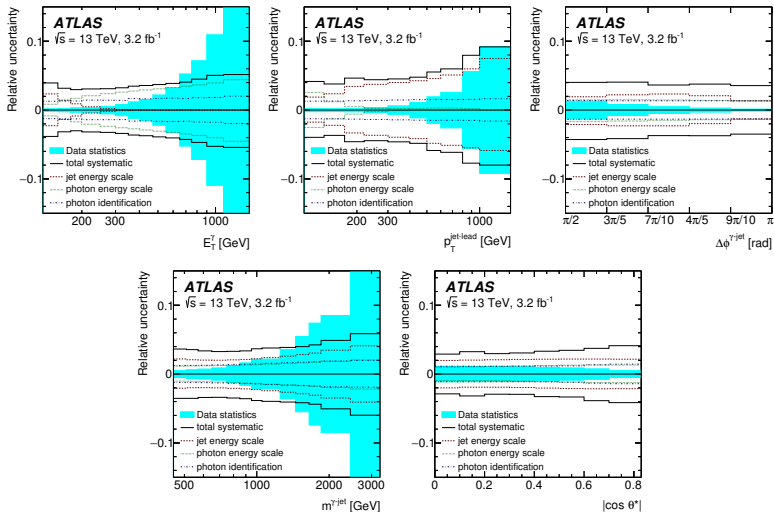 Relative uncertainty
0.15
0.1
0
−0.1
ATLAS
√s = 13 TeV, 3.2 fb⁻¹
Data statistics
total systematic
jet energy scale
photon energy scale
photon identification
200 300 1000
E_T^γ [GeV]
Relative uncertainty
0.1
0
−0.1
ATLAS
√s = 13 TeV, 3.2 fb⁻¹
Data statistics
total systematic
jet energy scale
photon energy scale
photon identification
200 300 1000
p_T^jet-lead [GeV]
Relative uncertainty
0.1
0
−0.1
ATLAS
√s = 13 TeV, 3.2 fb⁻¹
Data statistics
total systematic
jet energy scale
photon energy scale
photon identification
π/2 3π/5 7π/10 4π/5 9π/10 π
Δϕ^γ-jet [rad]
Relative uncertainty
0.1
0
−0.1
ATLAS
√s = 13 TeV, 3.2 fb⁻¹
Data statistics
total systematic
jet energy scale
photon energy scale
photon identification
500 1000 2000 3000
m^γ-jet [GeV]
Relative uncertainty
0.1
0
−0.1
ATLAS
√s = 13 TeV, 3.2 fb⁻¹
Data statistics
total systematic
jet energy scale
photon energy scale
photon identification
0 0.2 0.4 0.6 0.8
|cos θ*|